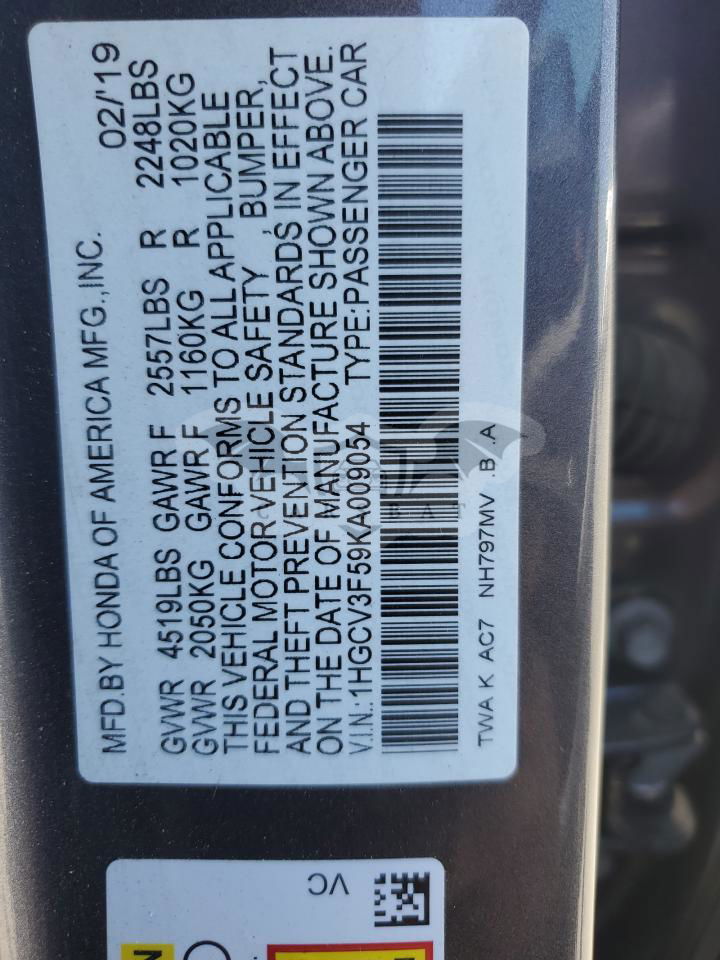 MFD.BY HONDA OF AMERICA MFG.,INC. 02/'19
GVWR 4519LBS GAWR F 2557LBS R 2248LBS
GVWR 2050KG GAWR F 1160KG R 1020KG
THIS VEHICLE CONFORMS TO ALL APPLICABLE
FEDERAL MOTOR VEHICLE SAFETY , BUMPER,
AND THEFT PREVENTION STANDARDS IN EFFECT
ON THE DATE OF MANUFACTURE SHOWN ABOVE.
V.I.N.:1HGCV3F59KA009054 TYPE:PASSENGER CAR
TWA K AC7 NH797MV .B .A
VC